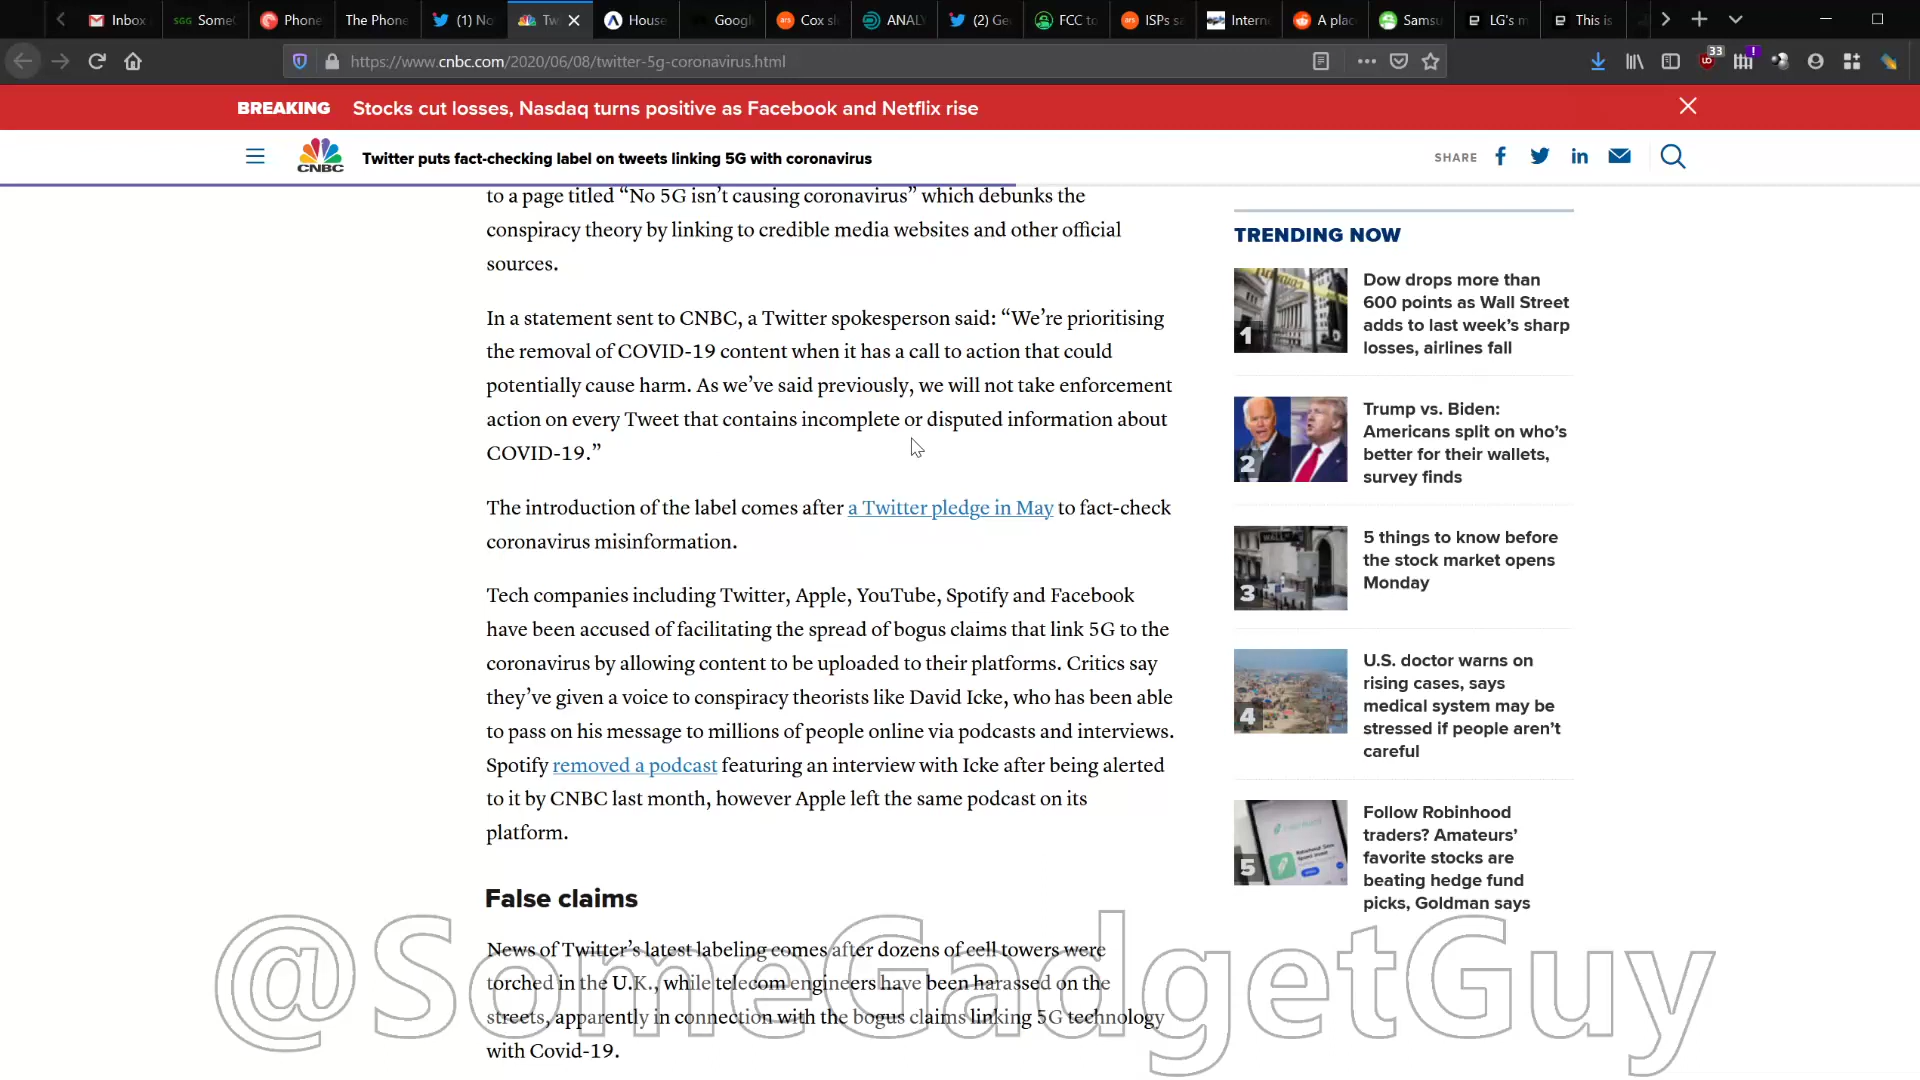 Inbox
SGG SomeG
Phone
The Phone
(1) No
Tw
House
Googl
ars Cox sl
ANALY
(2) Ge
FCC to
ars ISPs sa
Intern
A plac
Samsu
LG's m
This is
https://www.cnbc.com/2020/06/08/twitter-5g-coronavirus.html
33
BREAKING Stocks cut losses, Nasdaq turns positive as Facebook and Netflix rise
CNBC
Twitter puts fact-checking label on tweets linking 5G with coronavirus
SHARE
to a page titled “No 5G isn’t causing coronavirus” which debunks the
conspiracy theory by linking to credible media websites and other official
sources.
In a statement sent to CNBC, a Twitter spokesperson said: “We’re prioritising
the removal of COVID-19 content when it has a call to action that could
potentially cause harm. As we’ve said previously, we will not take enforcement
action on every Tweet that contains incomplete or disputed information about
COVID-19.”
The introduction of the label comes after a Twitter pledge in May to fact-check
coronavirus misinformation.
Tech companies including Twitter, Apple, YouTube, Spotify and Facebook
have been accused of facilitating the spread of bogus claims that link 5G to the
coronavirus by allowing content to be uploaded to their platforms. Critics say
they’ve given a voice to conspiracy theorists like David Icke, who has been able
to pass on his message to millions of people online via podcasts and interviews.
Spotify removed a podcast featuring an interview with Icke after being alerted
to it by CNBC last month, however Apple left the same podcast on its
platform.
False claims
News of Twitter’s latest labeling comes after dozens of cell towers were
torched in the U.K., while telecom engineers have been harassed on the
streets, apparently in connection with the bogus claims linking 5G technology
with Covid-19.
TRENDING NOW
1
Dow drops more than
600 points as Wall Street
adds to last week’s sharp
losses, airlines fall
2
Trump vs. Biden:
Americans split on who’s
better for their wallets,
survey finds
3
5 things to know before
the stock market opens
Monday
4
U.S. doctor warns on
rising cases, says
medical system may be
stressed if people aren’t
careful
5
Follow Robinhood
traders? Amateurs’
favorite stocks are
beating hedge fund
picks, Goldman says
@SomeGadgetGuy